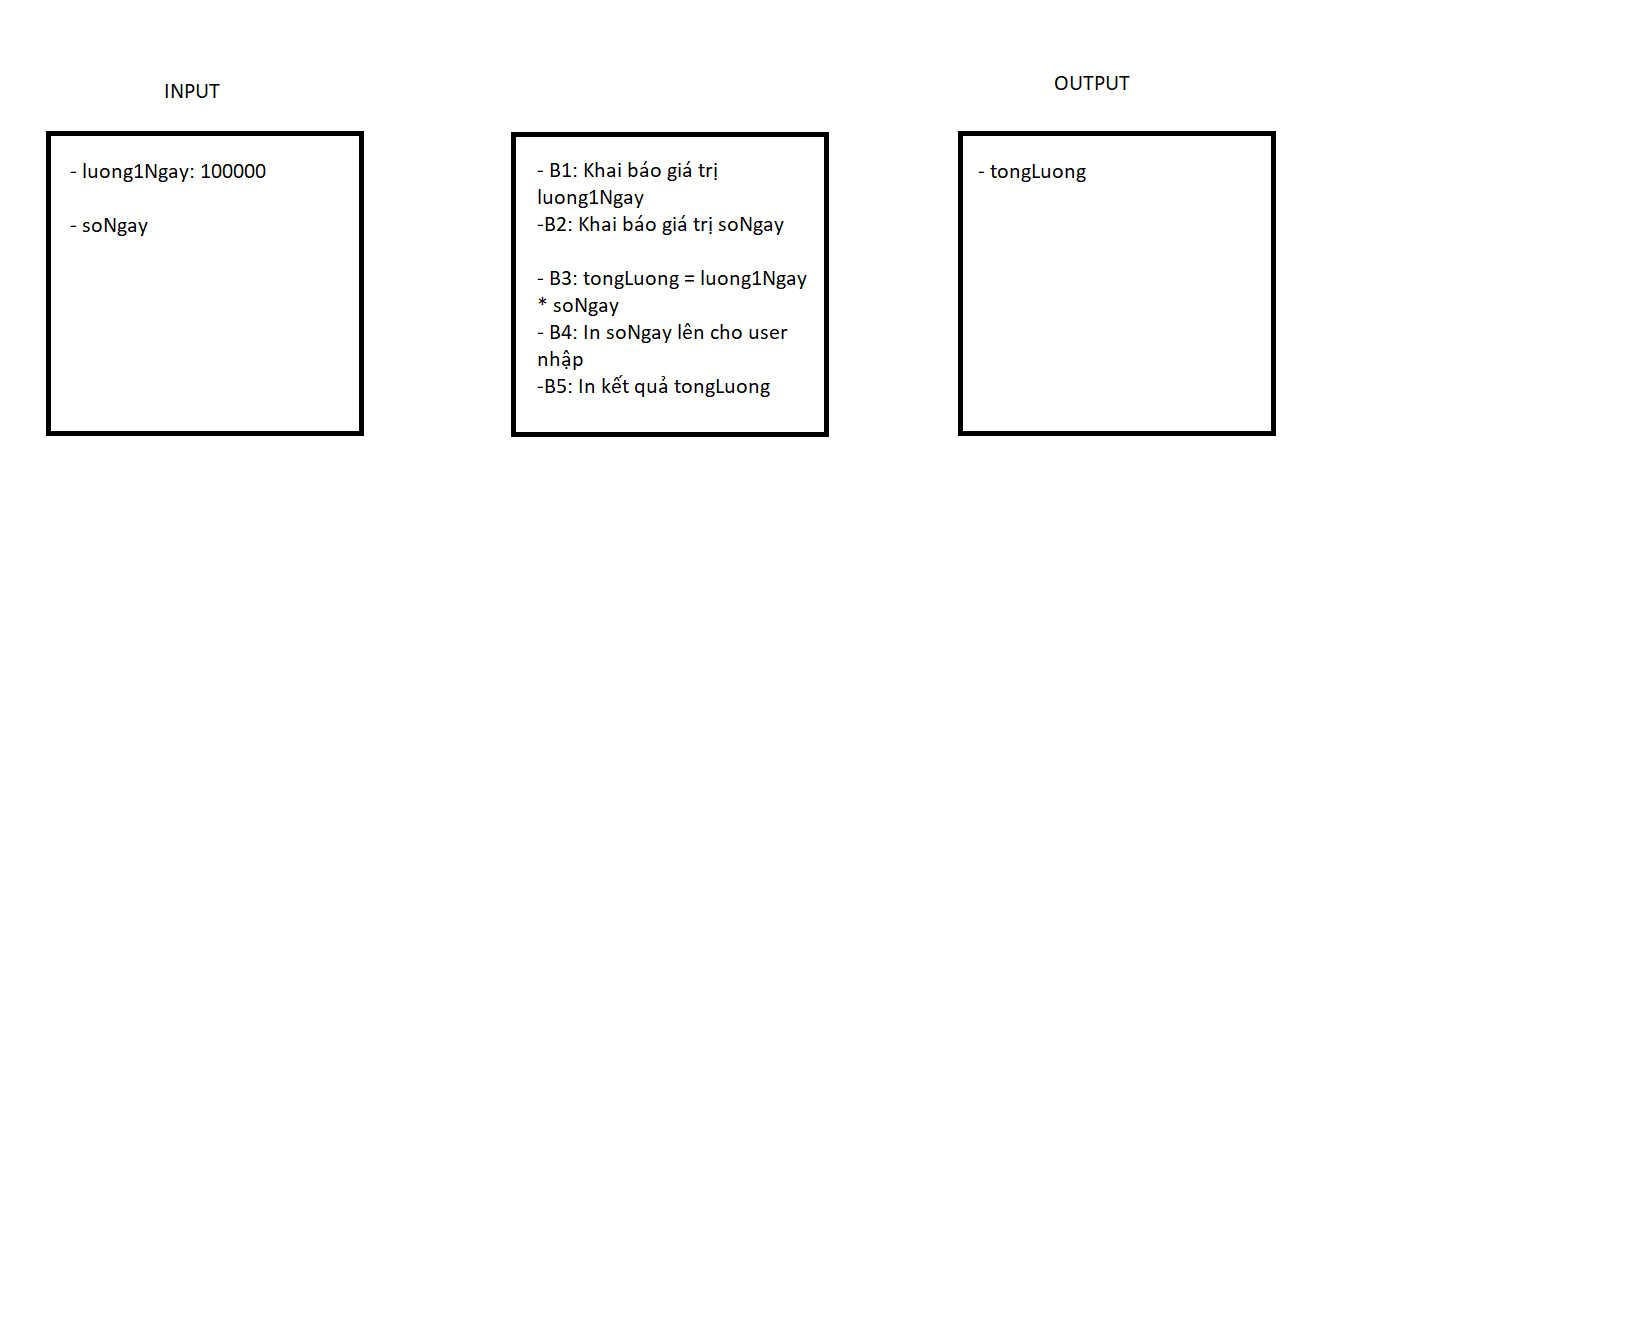 INPUT
- luong1Ngay: 100000
- soNgay
- B1: Khai báo giá trị
luong1Ngay
-B2: Khai báo giá trị soNgay
- B3: tongLuong = luong1Ngay
* soNgay
- B4: In soNgay lên cho user
nhập
-B5: In kết quả tongLuong
OUTPUT
- tongLuong